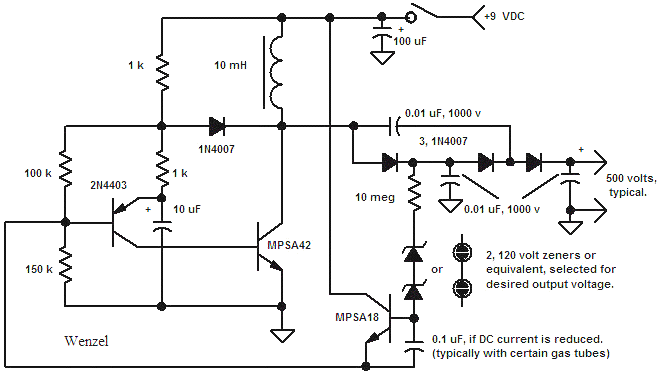 +9 VDC
+
100 uF
1 k
10 mH
0.01 uF, 1000 v
3, 1N4007
1N4007
+
100 k
1 k
2N4403
10 meg
500 volts,
typical.
+
10 uF
0.01 uF, 1000 v
MPSA42
150 k
or
2, 120 volt zeners or
equivalent, selected for
desired output voltage.
MPSA18
Wenzel
0.1 uF, if DC current is reduced.
(typically with certain gas tubes)